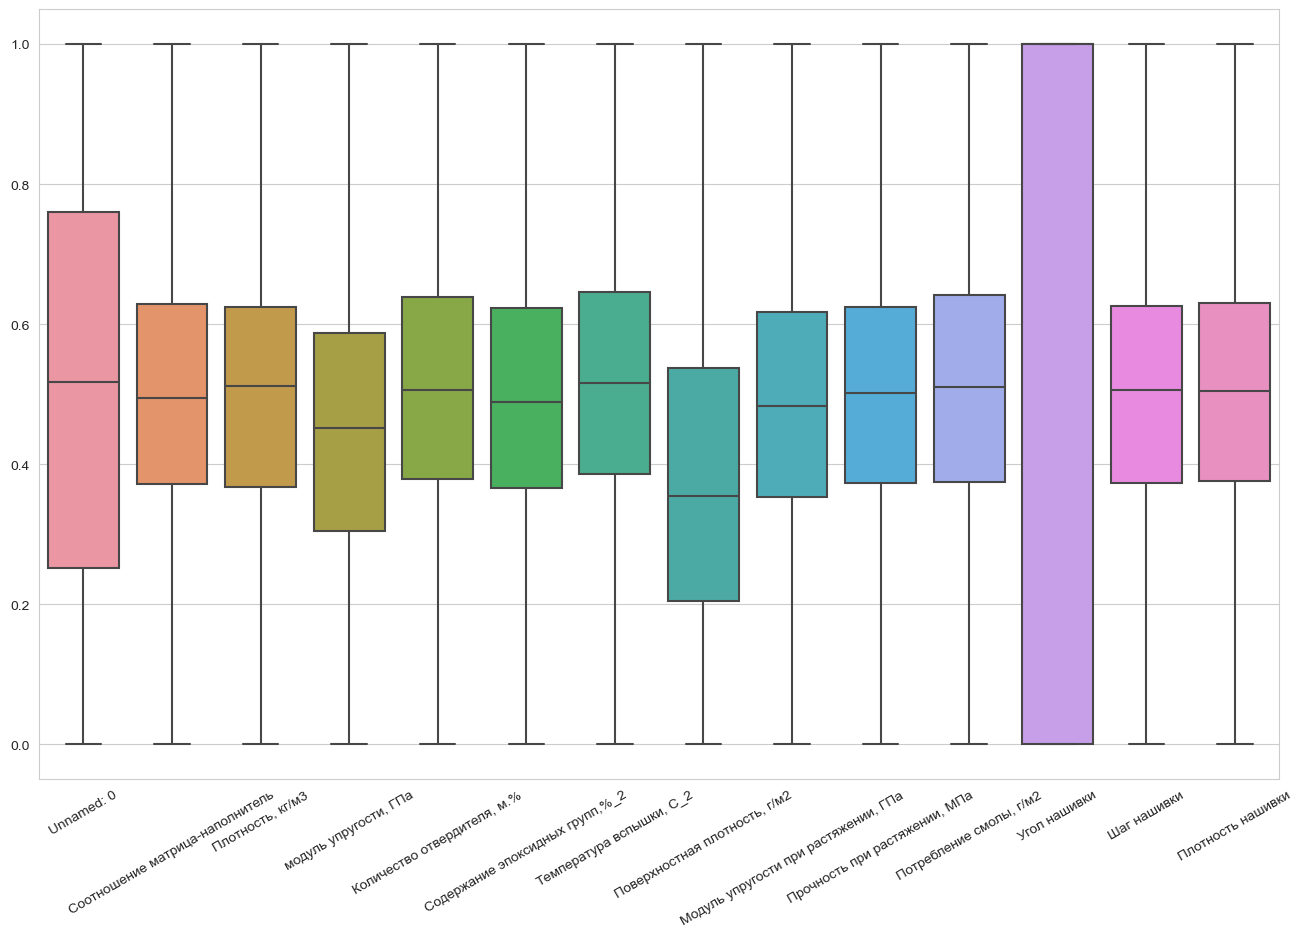 1.0
0.8
0.6
0.4
0.2
0.0
Unnamed: 0
Соотношение матрица-наполнитель
Плотность, кг/м3
модуль упругости, ГПа
Количество отвердителя, м.%
Содержание эпоксидных групп,%_2
Температура вспышки, С_2
Поверхностная плотность, г/м2
Модуль упругости при растяжении, ГПа
Прочность при растяжении, МПа
Потребление смолы, г/м2
Угол нашивки
Шаг нашивки
Плотность нашивки